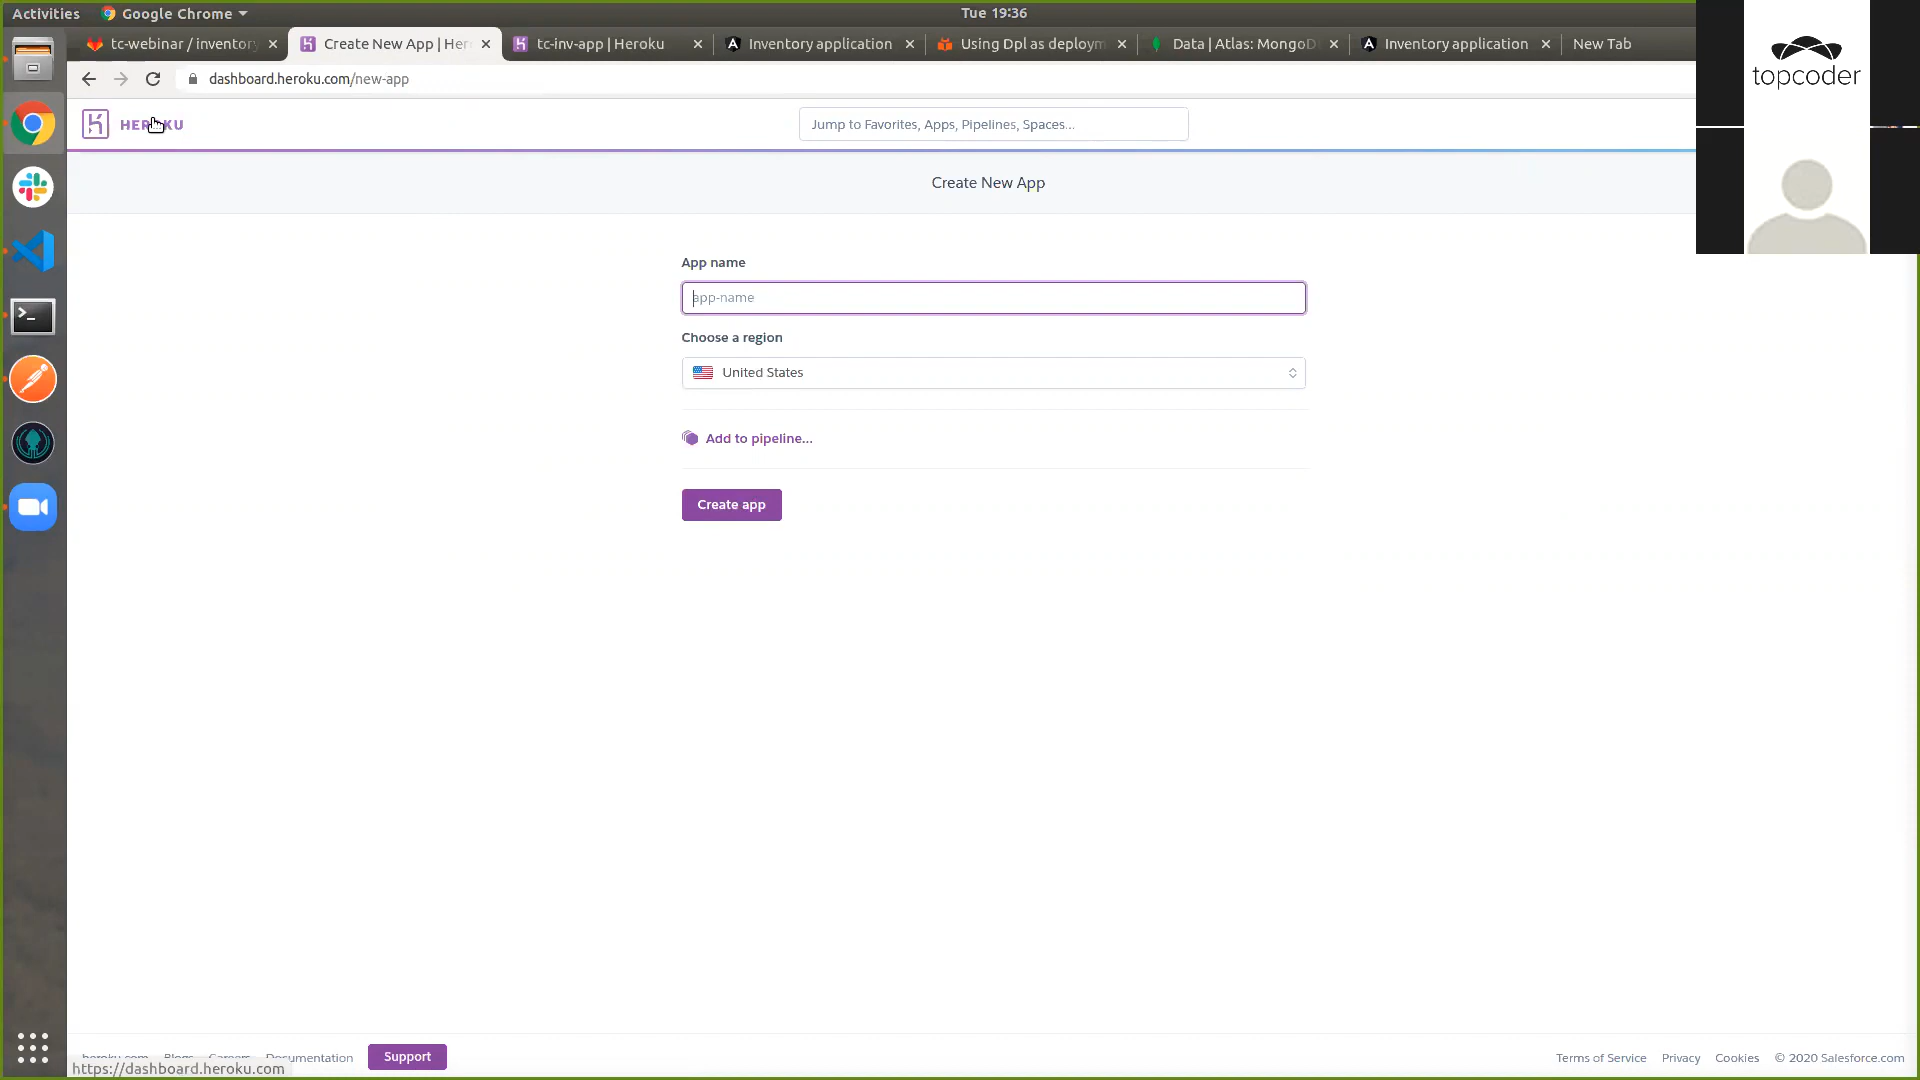 Activities Google Chrome Tue 19:36
tc-webinar / inventory Create New App | Her tc-inv-app | Heroku Inventory application Using Dpl as deploym Data | Atlas: MongoD Inventory application New Tab
dashboard.heroku.com/new-app
HEROKU Jump to Favorites, Apps, Pipelines, Spaces...
topcoder
Create New App
App name
app-name
Choose a region
United States
Add to pipeline...
Create app
heroku.com Blogs Careers Documentation Support Terms of Service Privacy Cookies © 2020 Salesforce.com
https://dashboard.heroku.com